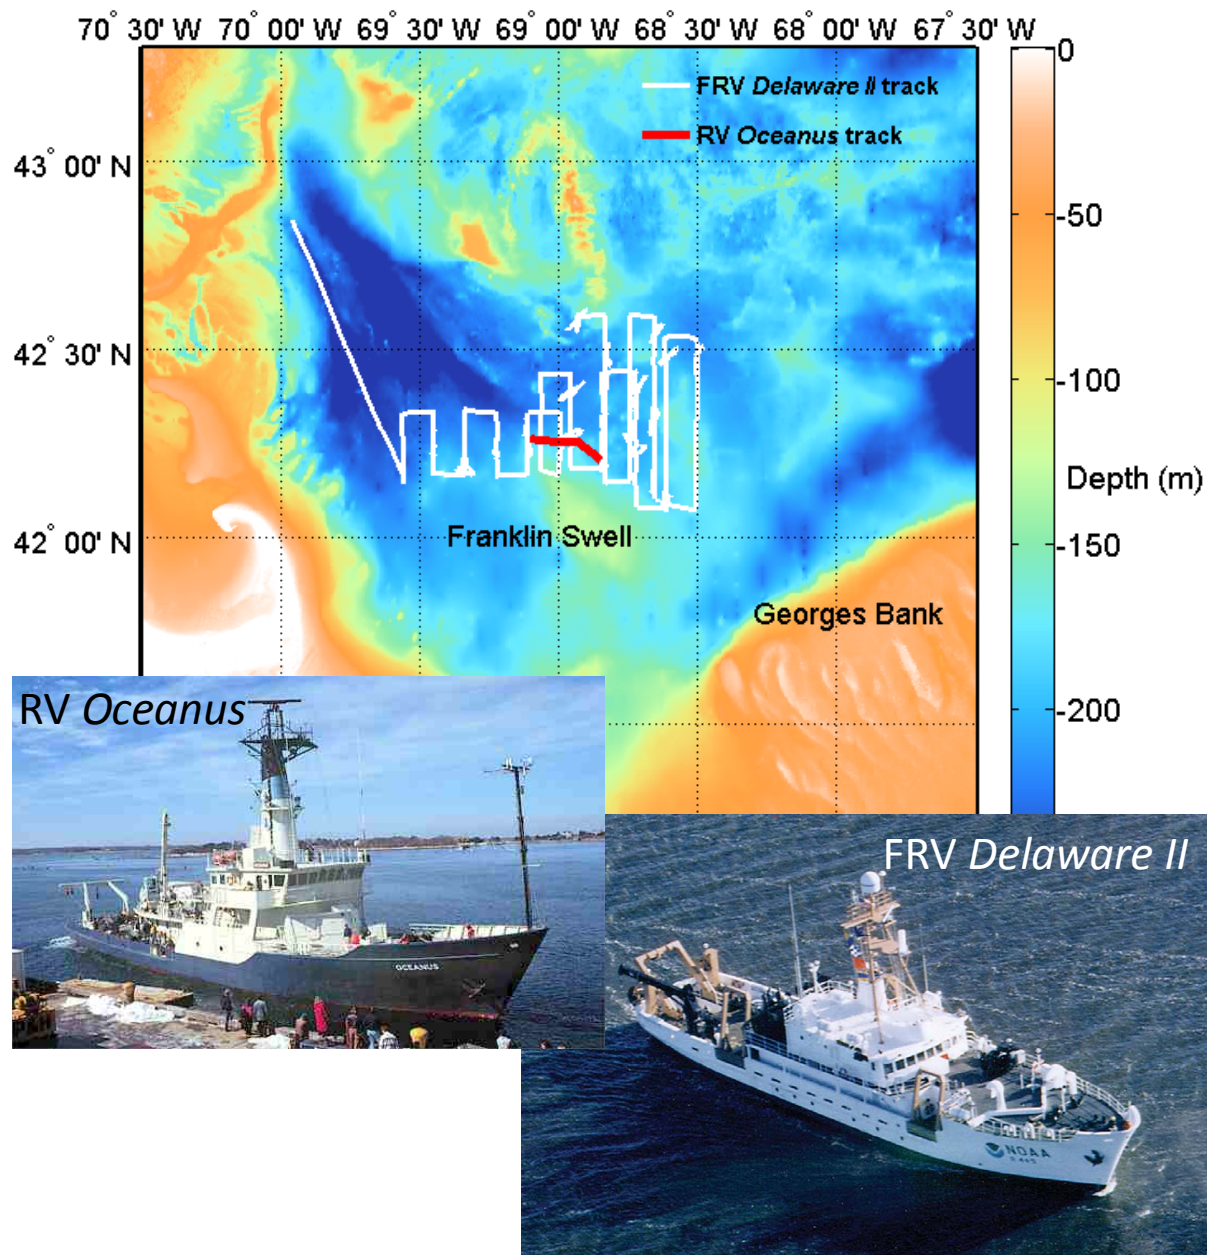 70° 30' W 70° 00' W 69° 30' W 69° 00' W 68° 30' W 68° 00' W 67° 30' W
FRV Delaware II track
RV Oceanus track
43° 00' N
42° 30' N
42° 00' N
Franklin Swell
Georges Bank
0
-50
-100
Depth (m)
-150
-200
RV Oceanus
OCEANUS
FRV Delaware II
NOAA